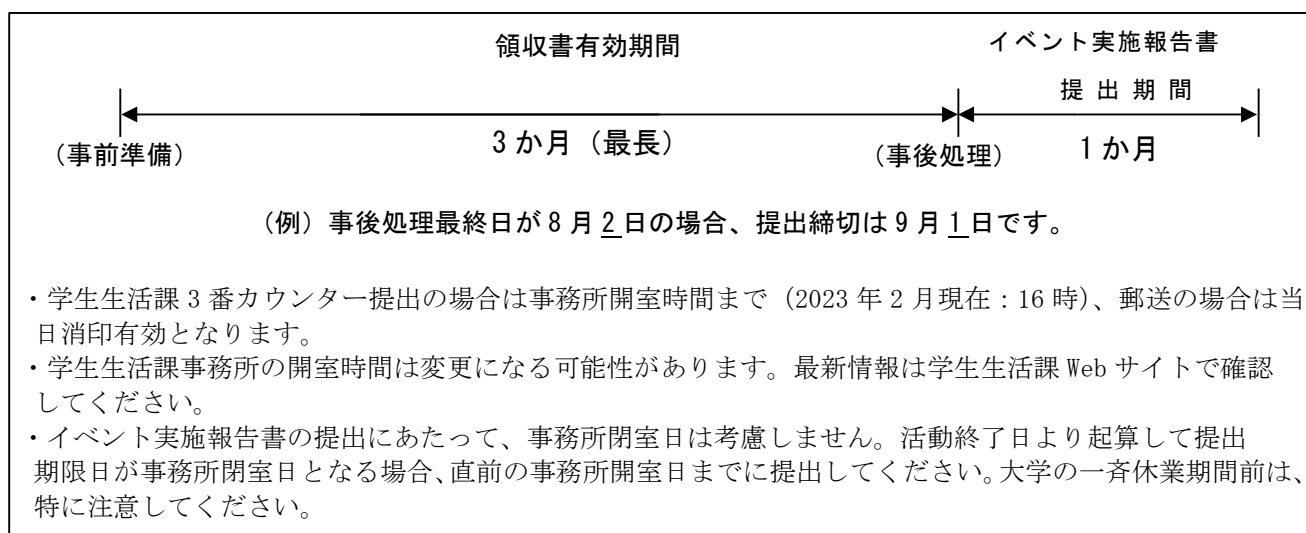 領収書有効期間
イベント実施報告書
提 出 期 間
（事前準備）
3か月（最長）
（事後処理）
1か月
（例）事後処理最終日が8月2日の場合、提出締切は9月1日です。
・学生生活課3番カウンター提出の場合は事務所開室時間まで（2023年2月現在：16時）、郵送の場合は当
日消印有効となります。
・学生生活課事務所の開室時間は変更になる可能性があります。最新情報は学生生活課Webサイトで確認
してください。
・イベント実施報告書の提出にあたって、事務所閉室日は考慮しません。活動終了日より起算して提出
期限日が事務所閉室日となる場合、直前の事務所開室日までに提出してください。大学の一斉休業期間前は、
特に注意してください。